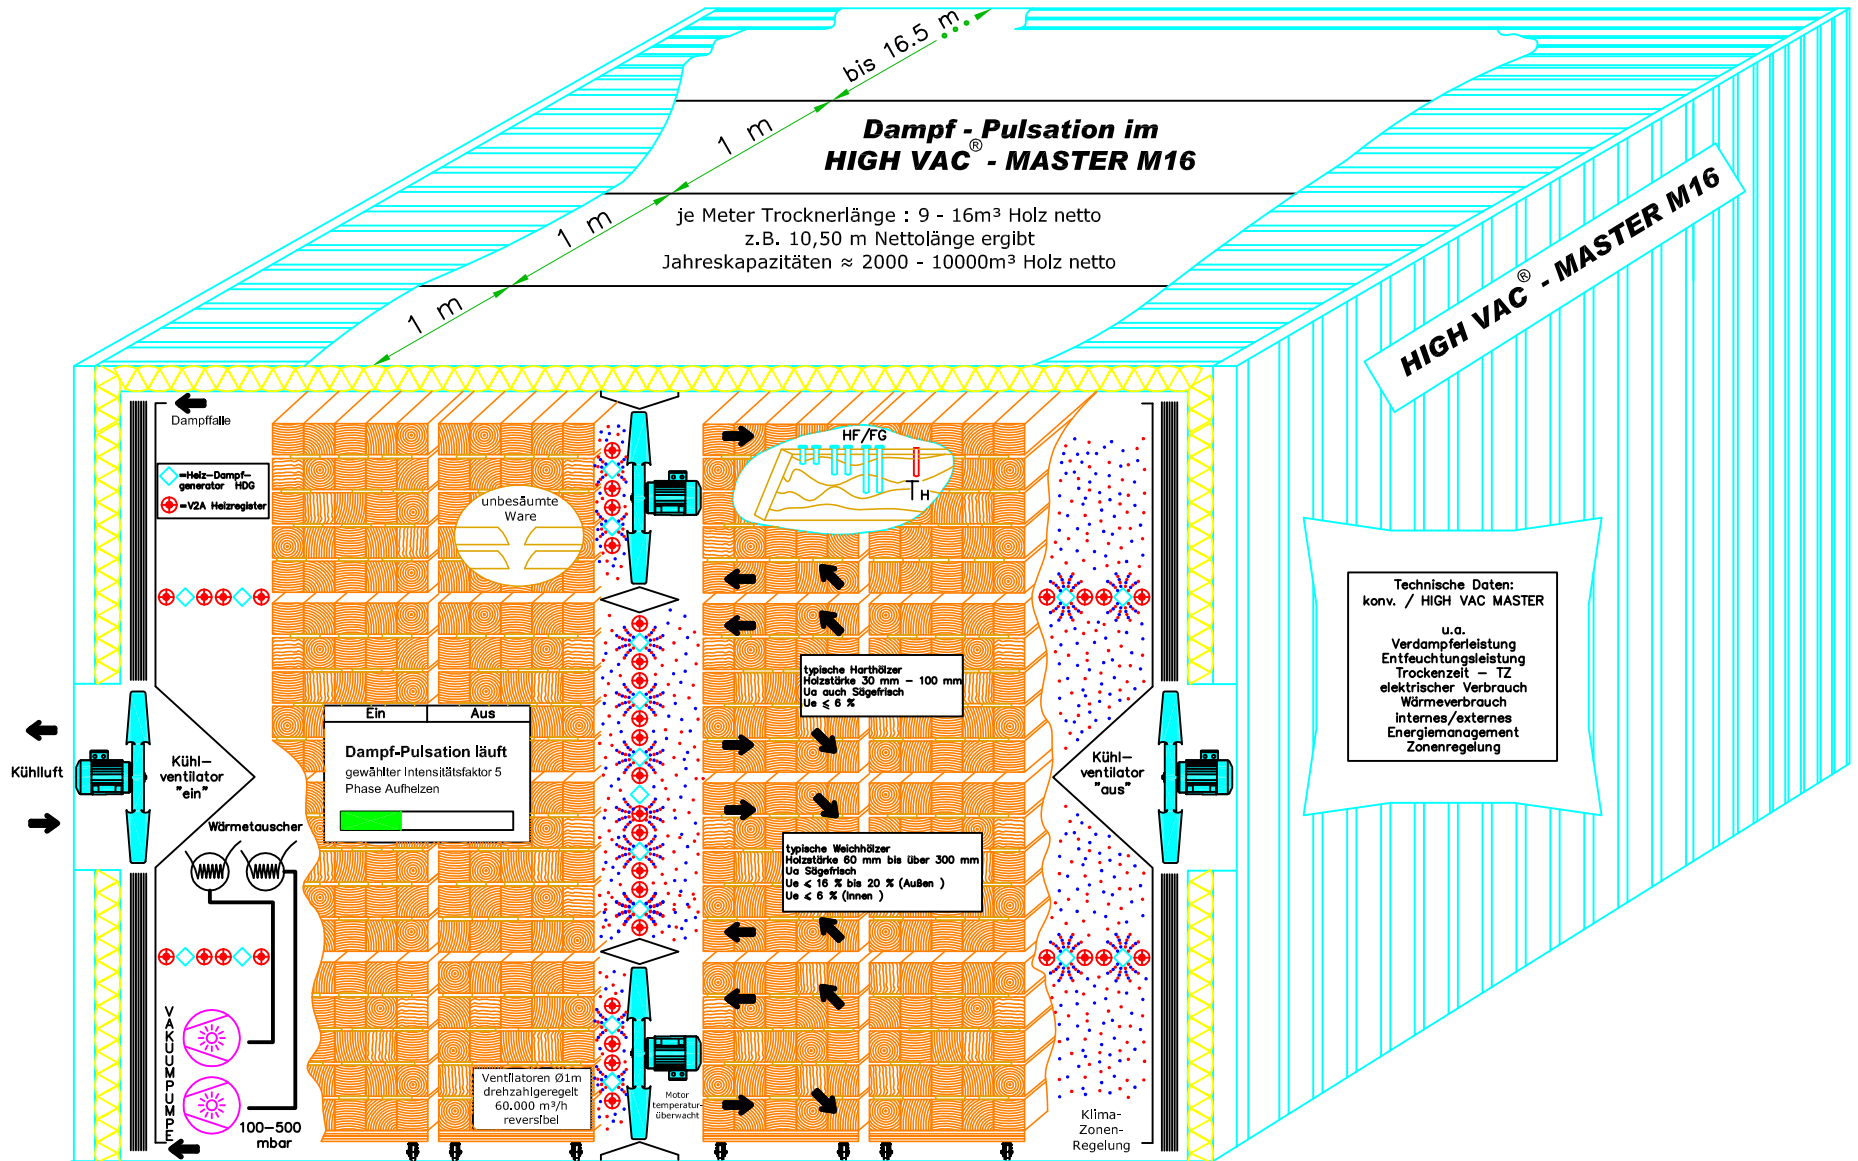 bis 16.5 m
1 m
1 m
1 m
Dampf - Pulsation im
HIGH VAC® - MASTER M16
je Meter Trocknerlänge : 9 - 16m³ Holz netto
z.B. 10,50 m Nettolänge ergibt
Jahreskapazitäten ≈ 2000 - 10000m³ Holz netto
HIGH VAC® - MASTER M16
Dampffalle
=Heiz-Dampf-
generator HDG
=V2A Heizregister
unbesäumte
Ware
HF/FG
TH
typische Harthölzer
Holzstärke 30 mm - 100 mm
Ua auch Sägefrisch
Ue ≤ 6 %
Technische Daten:
konv. / HIGH VAC MASTER
u.a.
Verdampferleistung
Entfeuchtungsleistung
Trockenzeit - TZ
elektrischer Verbrauch
Wärmeverbrauch
internes/externes
Energiemanagement
Zonenregelung
Ein Aus
Dampf-Pulsation läuft
gewählter Intensitätsfaktor 5
Phase Aufheizen
Kühlluft
Kühl-
ventilator
"ein"
Kühl-
ventilator
"aus"
Wärmetauscher
typische Weichhölzer
Holzstärke 60 mm bis über 300 mm
Ua Sägefrisch
Ue ≤ 16 % bis 20 % (Außen )
Ue ≤ 6 % (Innen )
VAKUUMPUMPE
100-500
mbar
Ventilatoren Ø1m
drehzahlgeregelt
60.000 m³/h
reversibel
Motor
temperatur-
überwacht
Klima-
Zonen-
Regelung